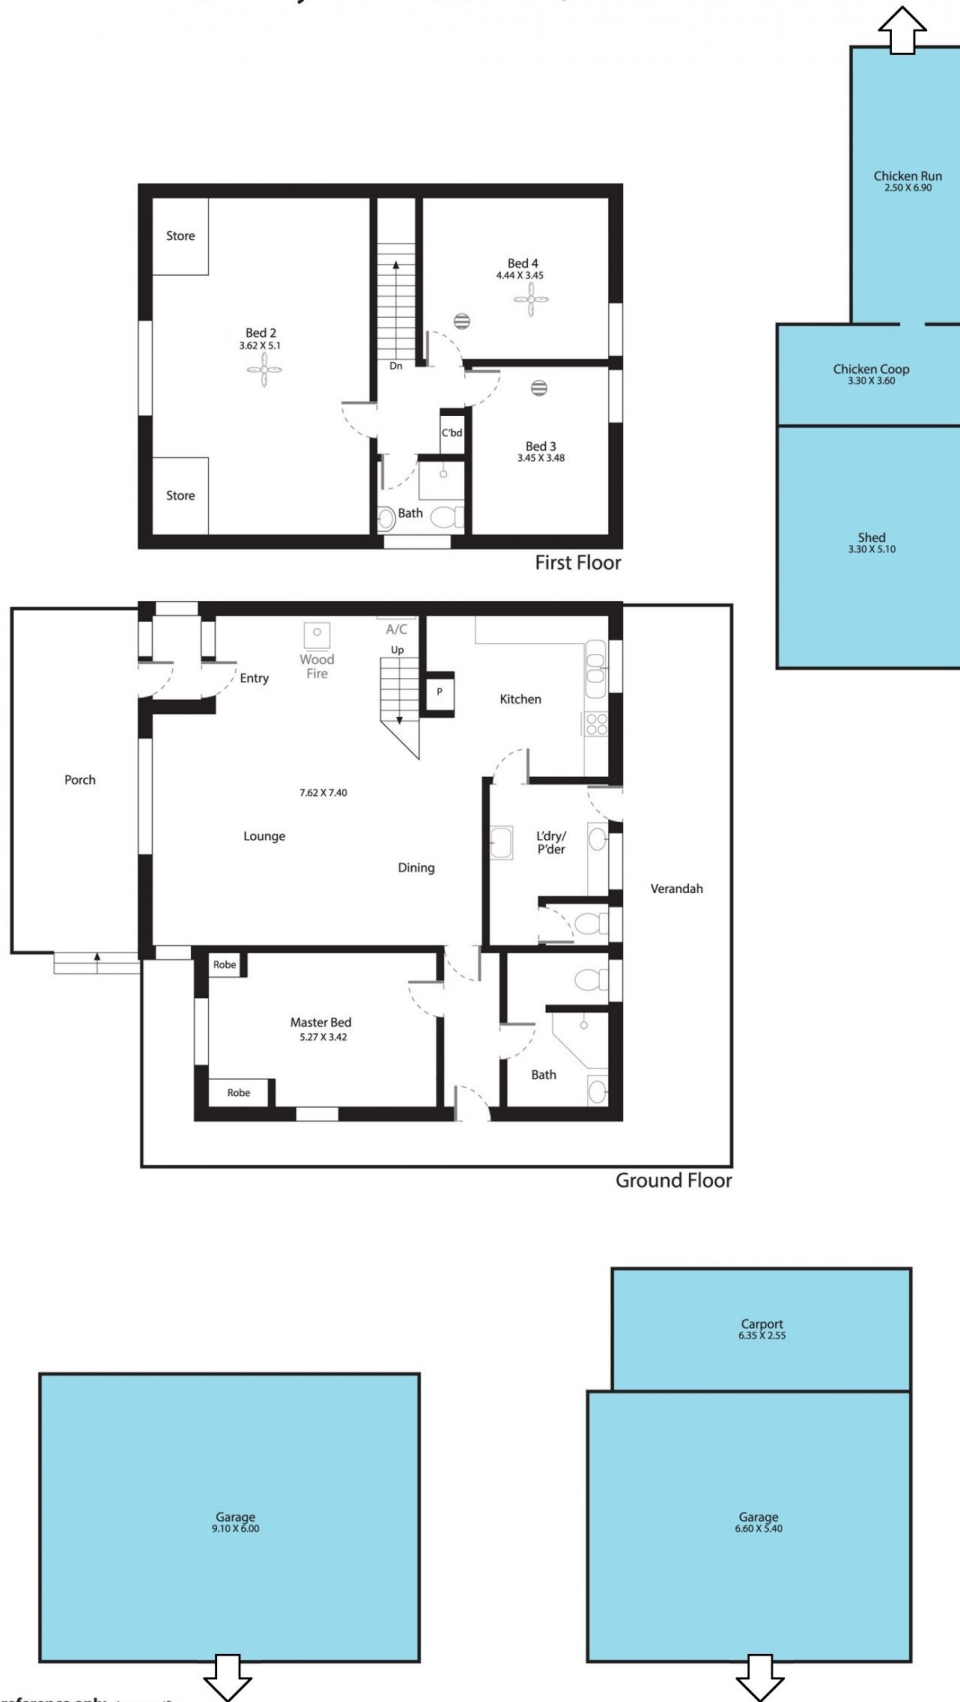 Chicken Run
2.50 X 6.90
Store
Bed 4
4.44 X 3.45
Bed 2
3.62 X 5.1
Dn
Chicken Coop
3.30 X 3.60
C'bd
Bed 3
3.45 X 3.48
Store
Bath
Shed
3.30 X 5.10
First Floor
A/C
Up
Wood
Fire
Entry
P
Kitchen
Porch
7.62 X 7.40
Lounge
L'dry/
P'der
Dining
Verandah
Robe
Master Bed
5.27 X 3.42
Bath
Robe
Ground Floor
Carport
6.35 X 2.55
Garage
9.10 X 6.00
Garage
6.60 X 5.40
reference only